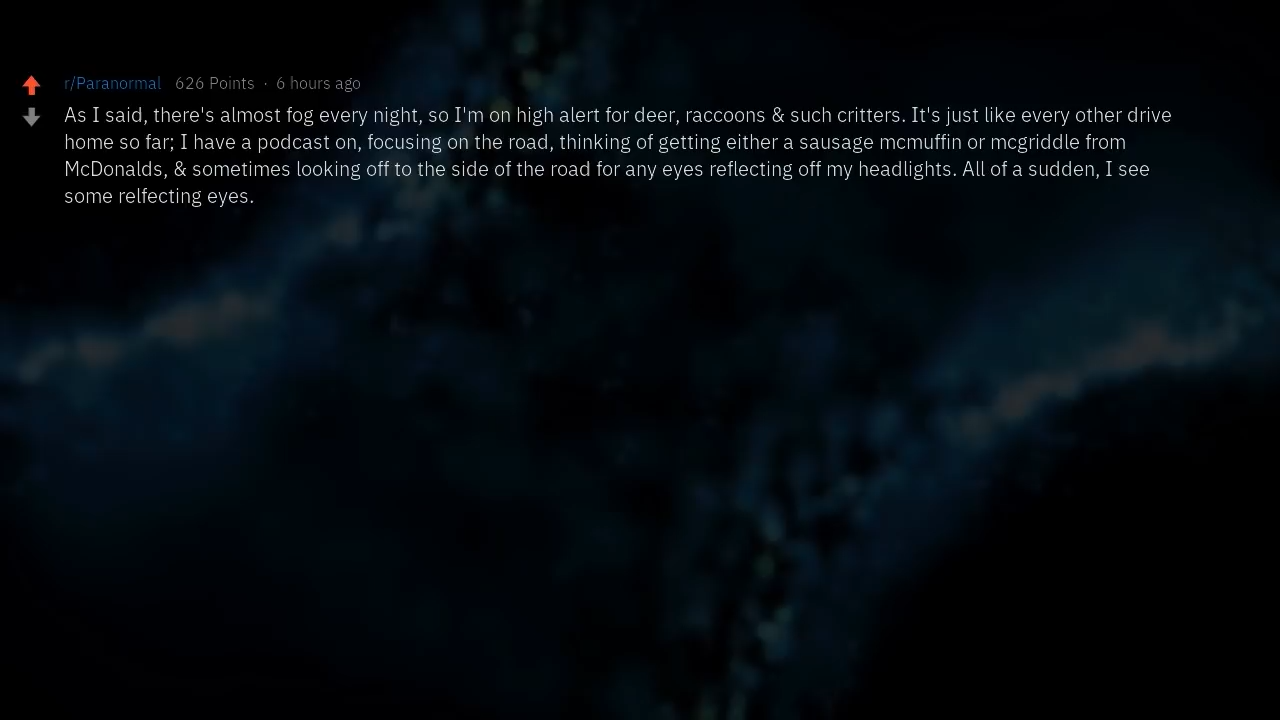 r/Paranormal 626 Points · 6 hours ago
As I said, there's almost fog every night, so I'm on high alert for deer, raccoons & such critters. It's just like every other drive
home so far; I have a podcast on, focusing on the road, thinking of getting either a sausage mcmuffin or mcgriddle from
McDonalds, & sometimes looking off to the side of the road for any eyes reflecting off my headlights. All of a sudden, I see
some relfecting eyes.